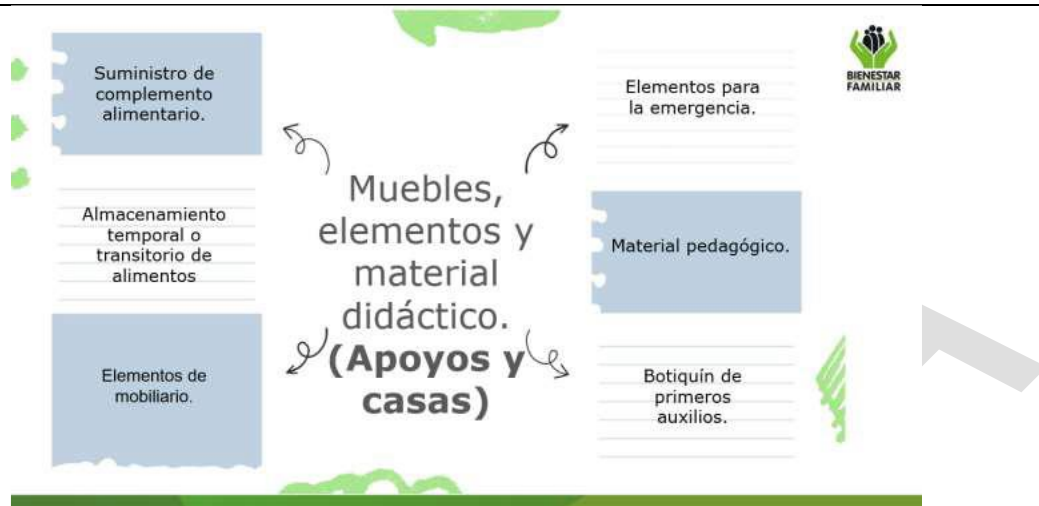 Suministro de
complemento
alimentario.
Almacenamiento
temporal o
transitorio de
alimentos
Elementos de
mobiliario.
Muebles,
elementos y
material
didáctico.
(Apoyos y
casas)
Elementos para
la emergencia.
Material pedagógico.
Botiquín de
primeros
auxilios.
BIENESTAR
FAMILIAR